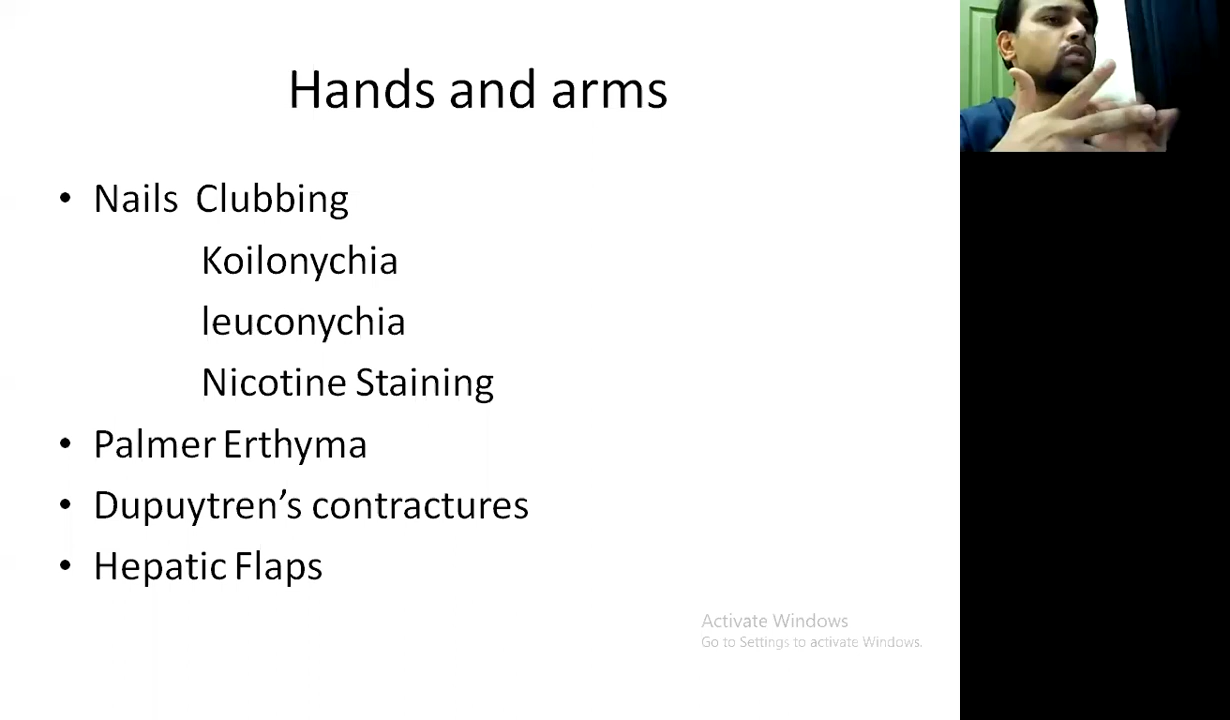 Hands and arms
• Nails Clubbing
Koilonychia
leuconychia
Nicotine Staining
• Palmer Erthyma
• Dupuytren’s contractures
• Hepatic Flaps
Activate Windows
Go to Settings to activate Windows.